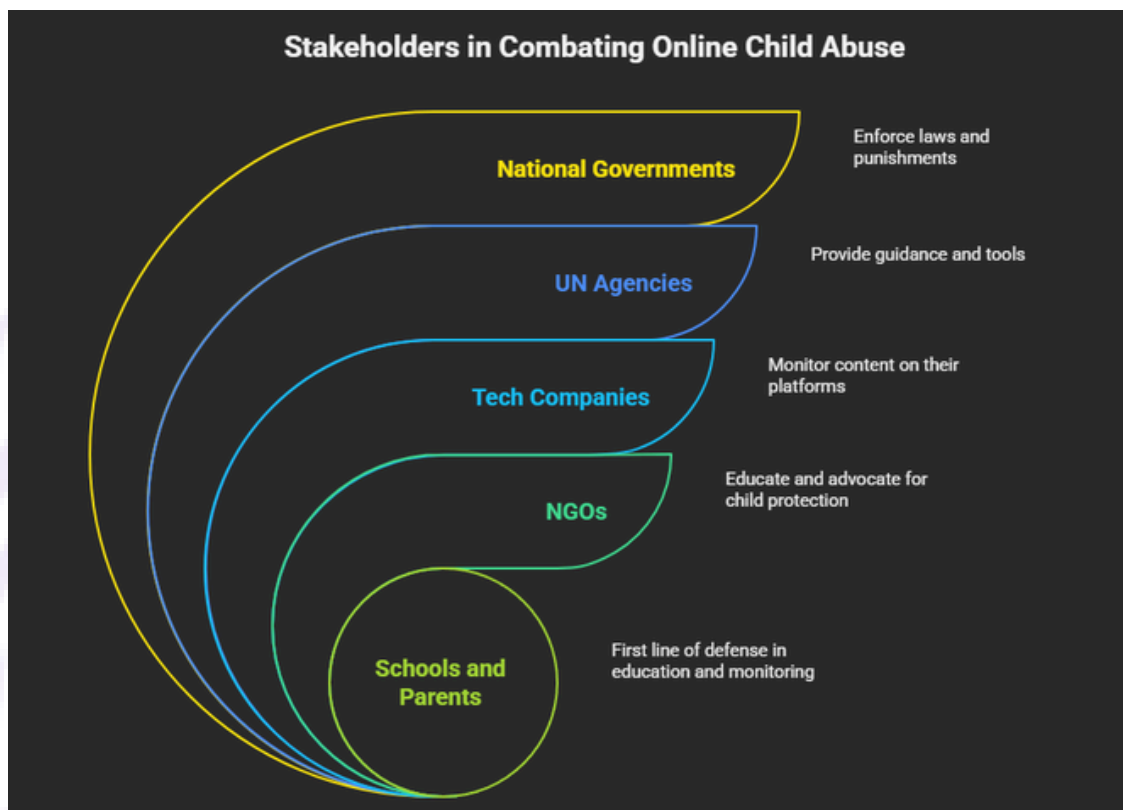 Stakeholders in Combating Online Child Abuse
National Governments
Enforce laws and
punishments
UN Agencies
Provide guidance and tools
Tech Companies
Monitor content on their
platforms
NGOs
Educate and advocate for
child protection
Schools and
Parents
First line of defense in
education and monitoring